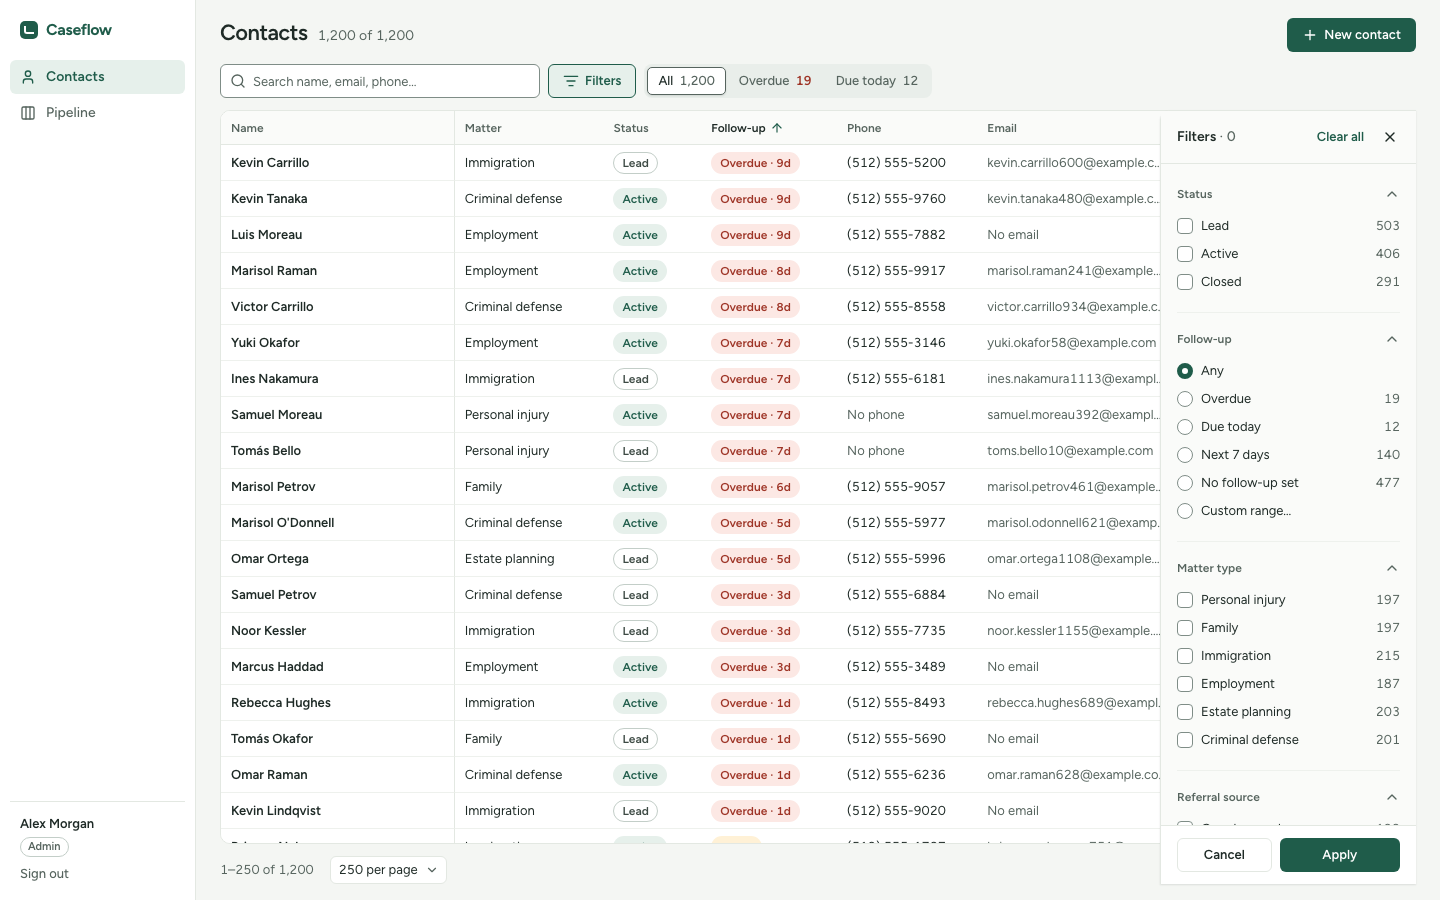 Caseflow
Contacts
Pipeline
Alex Morgan
Admin
Sign out
Contacts 1,200 of 1,200
New contact
Search name, email, phone...
Filters
All 1,200 Overdue 19 Due today 12
Name Matter Status Follow-up Phone Email
Kevin Carrillo Immigration Lead Overdue · 9d (512) 555-5200 kevin.carrillo600@example.c...
Kevin Tanaka Criminal defense Active Overdue · 9d (512) 555-9760 kevin.tanaka480@example.c...
Luis Moreau Employment Active Overdue · 9d (512) 555-7882 No email
Marisol Raman Employment Active Overdue · 8d (512) 555-9917 marisol.raman241@example...
Victor Carrillo Criminal defense Active Overdue · 8d (512) 555-8558 victor.carrillo934@example.c...
Yuki Okafor Employment Active Overdue · 7d (512) 555-3146 yuki.okafor58@example.com
Ines Nakamura Immigration Lead Overdue · 7d (512) 555-6181 ines.nakamura1113@exampl...
Samuel Moreau Personal injury Active Overdue · 7d No phone samuel.moreau392@exampl...
Tomás Bello Personal injury Lead Overdue · 7d No phone toms.bello10@example.com
Marisol Petrov Family Active Overdue · 6d (512) 555-9057 marisol.petrov461@example...
Marisol O'Donnell Criminal defense Active Overdue · 5d (512) 555-5977 marisol.odonnell621@examp...
Omar Ortega Estate planning Lead Overdue · 5d (512) 555-5996 omar.ortega1108@example...
Samuel Petrov Criminal defense Lead Overdue · 3d (512) 555-6884 No email
Noor Kessler Immigration Lead Overdue · 3d (512) 555-7735 noor.kessler1155@example....
Marcus Haddad Employment Active Overdue · 3d (512) 555-3489 No email
Rebecca Hughes Immigration Active Overdue · 1d (512) 555-8493 rebecca.hughes689@exampl...
Tomás Okafor Family Lead Overdue · 1d (512) 555-5690 No email
Omar Raman Criminal defense Active Overdue · 1d (512) 555-6236 omar.raman628@example.co...
Kevin Lindqvist Immigration Lead Overdue · 1d (512) 555-9020 No email
1–250 of 1,200 250 per page
Filters · 0 Clear all
Status
Lead 503
Active 406
Closed 291
Follow-up
Any
Overdue 19
Due today 12
Next 7 days 140
No follow-up set 477
Custom range...
Matter type
Personal injury 197
Family 197
Immigration 215
Employment 187
Estate planning 203
Criminal defense 201
Referral source
Cancel Apply